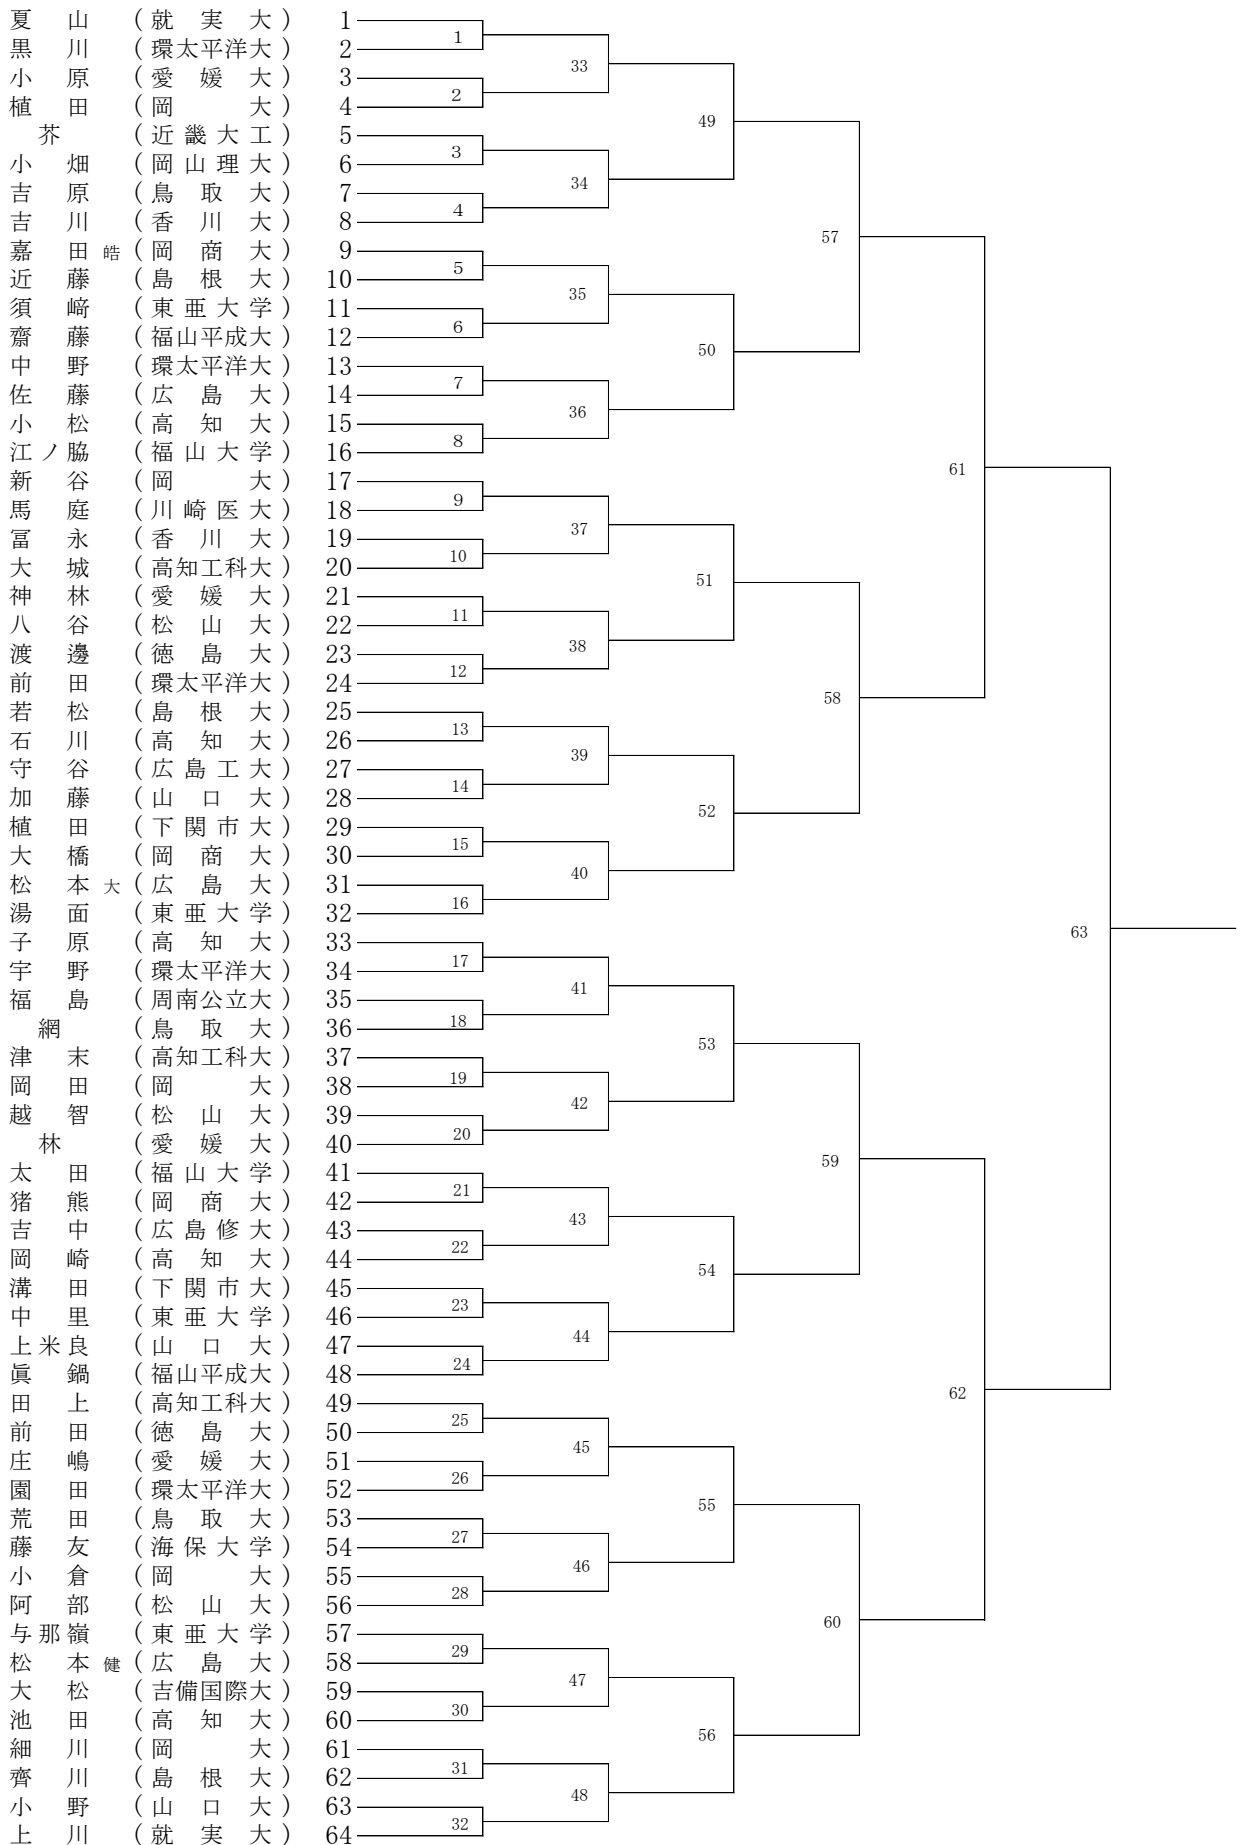 夏山（就実大）1
黒川（環太平洋大）2
小原（愛媛大）3
植田（岡大）4
芥（近畿大工）5
小畑（岡山理大）6
吉原（鳥取大）7
吉川（香川大）8
嘉田皓（岡商大）9
近藤（島根大）10
須﨑（東亜大学）11
齋藤（福山平成大）12
中野（環太平洋大）13
佐藤（広島大）14
小松（高知大）15
江ノ脇（福山大学）16
新谷（岡大）17
馬庭（川崎医大）18
冨永（香川大）19
大城（高知工科大）20
神林（愛媛大）21
八谷（松山大）22
渡邊（徳島大）23
前田（環太平洋大）24
若松（島根大）25
石川（高知大）26
守谷（広島工大）27
加藤（山口大）28
植田（下関市大）29
大橋（岡商大）30
松本大（広島大）31
湯面（東亜大学）32
子原（高知大）33
宇野（環太平洋大）34
福島（周南公立大）35
網（鳥取大）36
津末（高知工科大）37
岡田（岡大）38
越智（松山大）39
林（愛媛大）40
太田（福山大学）41
猪熊（岡商大）42
吉中（広島修大）43
岡崎（高知大）44
溝田（下関市大）45
中里（東亜大学）46
上米良（山口大）47
眞鍋（福山平成大）48
田上（高知工科大）49
前田（徳島大）50
庄嶋（愛媛大）51
園田（環太平洋大）52
荒田（鳥取大）53
藤友（海保大学）54
小倉（岡大）55
阿部（松山大）56
与那嶺（東亜大学）57
松本健（広島大）58
大松（吉備国際大）59
池田（高知大）60
細川（岡大）61
齊川（島根大）62
小野（山口大）63
上川（就実大）64
1
2
3
4
5
6
7
8
9
10
11
12
13
14
15
16
17
18
19
20
21
22
23
24
25
26
27
28
29
30
31
32
33
34
35
36
37
38
39
40
41
42
43
44
45
46
47
48
49
50
51
52
53
54
55
56
57
58
59
60
61
62
63